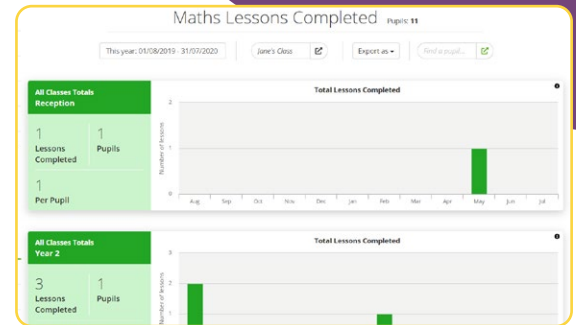 Maths Lessons Completed Pupils: 11
This year: 01/08/2019 - 31/07/2020 June's Class Export as Find a pupil...
All Classes Totals
Reception
1 1
Lessons Completed Pupils
1
Per Pupil
Total Lessons Completed
Number of lessons
2
1
0
Aug Sep Oct Nov Dec Jan Feb Mar Apr May Jun Jul
All Classes Totals
Year 2
3 1
Lessons Completed Pupils
Total Lessons Completed
Number of lessons
3
2
1